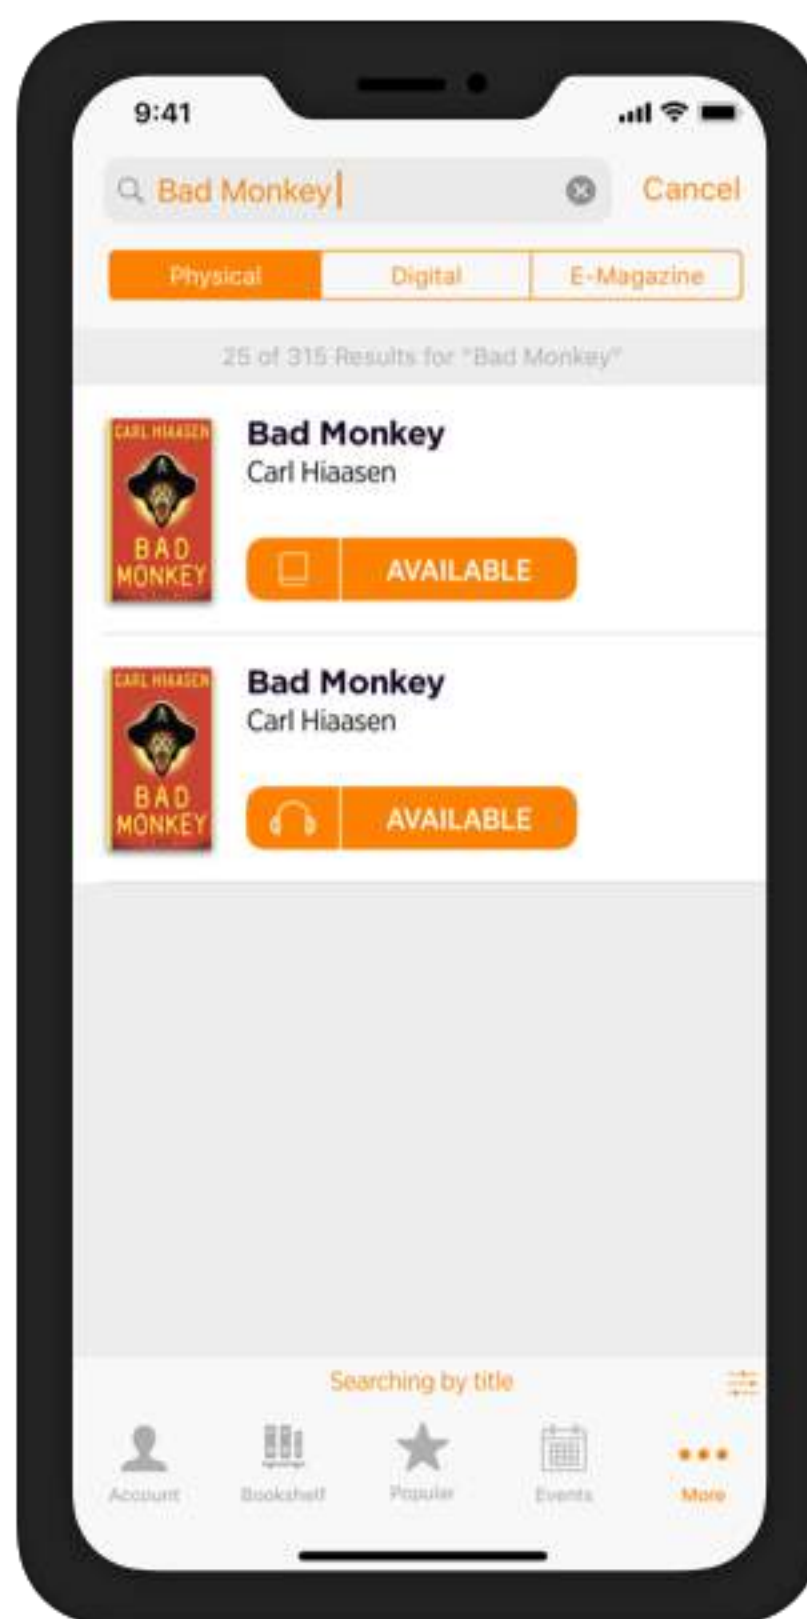 9:41
Bad Monkey
Cancel
Physical
Digital
E-Magazine
25 of 315 Results for "Bad Monkey"
CARL HIAASEN
BAD
MONKEY
Bad Monkey
Carl Hiaasen
AVAILABLE
CARL HIAASEN
BAD
MONKEY
Bad Monkey
Carl Hiaasen
AVAILABLE
Searching by title
Account
Bookshelf
Popular
Events
More